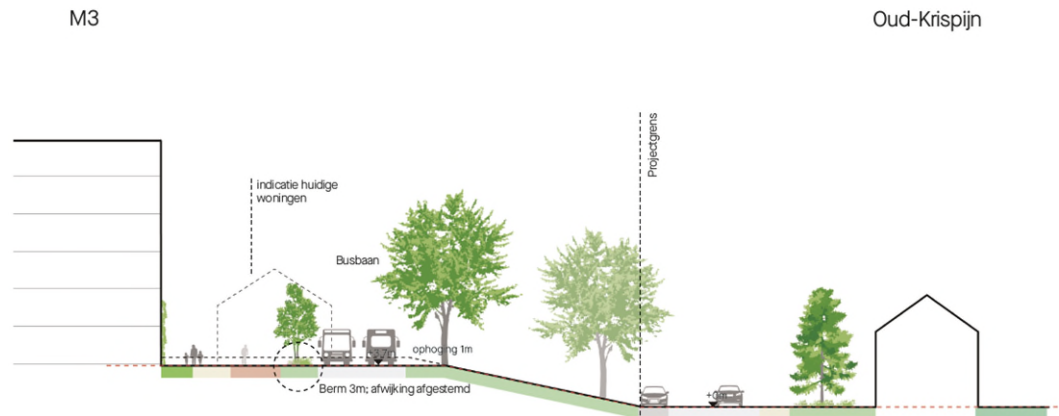 M3
Oud-Krispijn
Projectgrens
indicatie huidige
woningen
Busbaan
ophoging 1m
Berm 3m; afwijking afgestemd